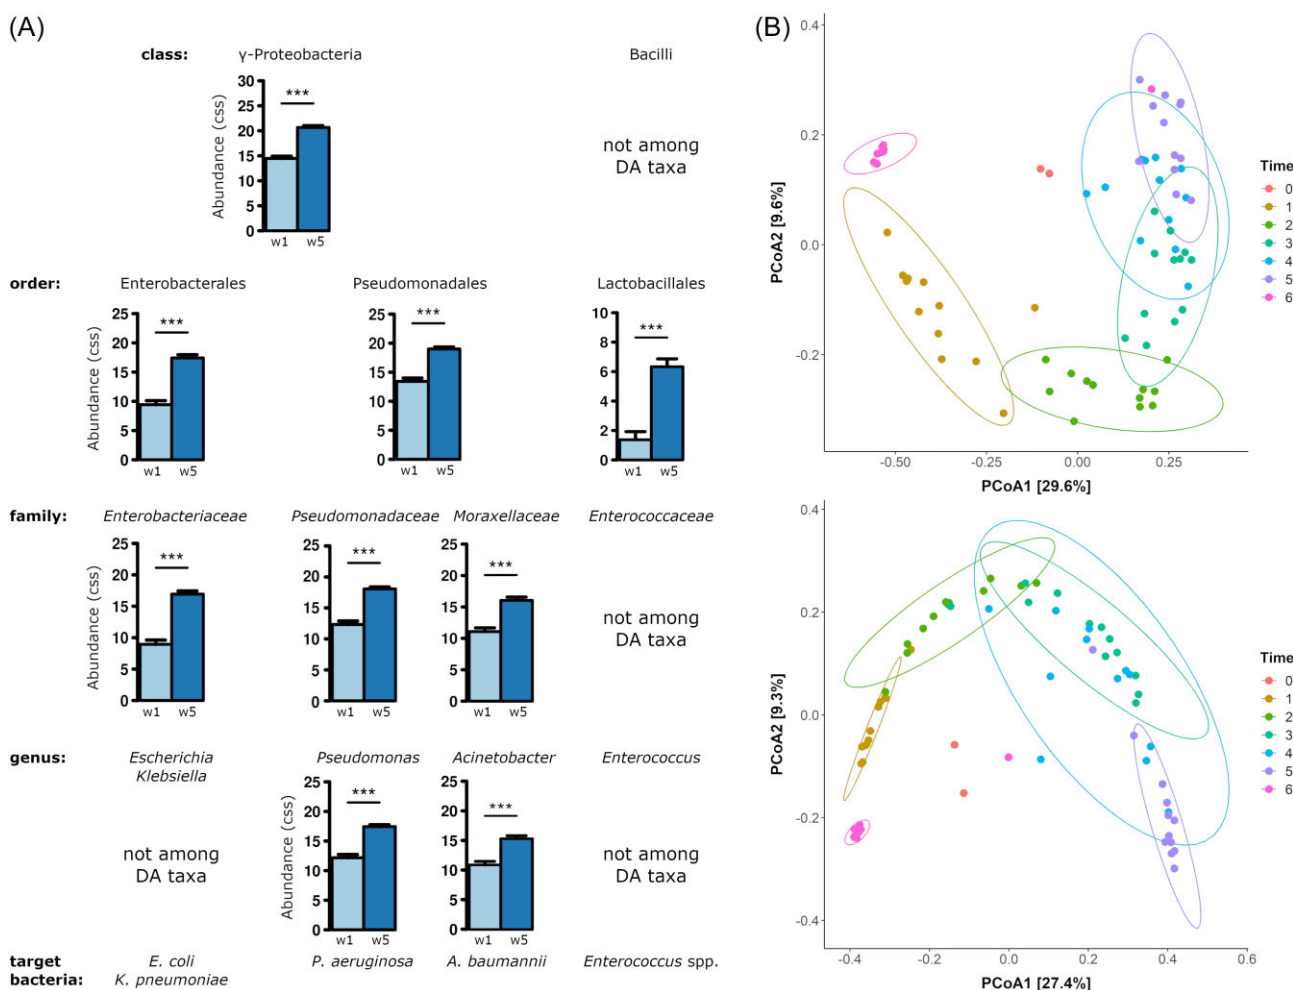 (A)
class: γ-Proteobacteria Bacilli
Abundance (css)
30
25
20
15
10
5
0
***
w1 w5
not among
DA taxa
order: Enterobacterales Pseudomonadales Lactobacillales
Abundance (css)
25
20
15
10
5
0
***
w1 w5
25
20
15
10
5
0
***
w1 w5
10
8
6
4
2
0
***
w1 w5
family: Enterobacteriaceae Pseudomonadaceae Moraxellaceae Enterococcaceae
Abundance (css)
25
20
15
10
5
0
***
w1 w5
25
20
15
10
5
0
***
w1 w5
25
20
15
10
5
0
***
w1 w5
not among
DA taxa
genus: Escherichia Pseudomonas Acinetobacter Enterococcus
Klebsiella
not among
DA taxa
Abundance (css)
25
20
15
10
5
0
***
w1 w5
25
20
15
10
5
0
***
w1 w5
not among
DA taxa
target E. coli P. aeruginosa A. baumannii Enterococcus spp.
bacteria: K. pneumoniae
(B)
PCoA2 [9.6%]
0.4
0.2
0.0
-0.2
-0.50 -0.25 0.00 0.25
PCoA1 [29.6%]
Time
0
1
2
3
4
5
6
PCoA2 [9.3%]
0.4
0.2
0.0
-0.2
-0.4
-0.4 -0.2 0.0 0.2 0.4 0.6
PCoA1 [27.4%]
Time
0
1
2
3
4
5
6